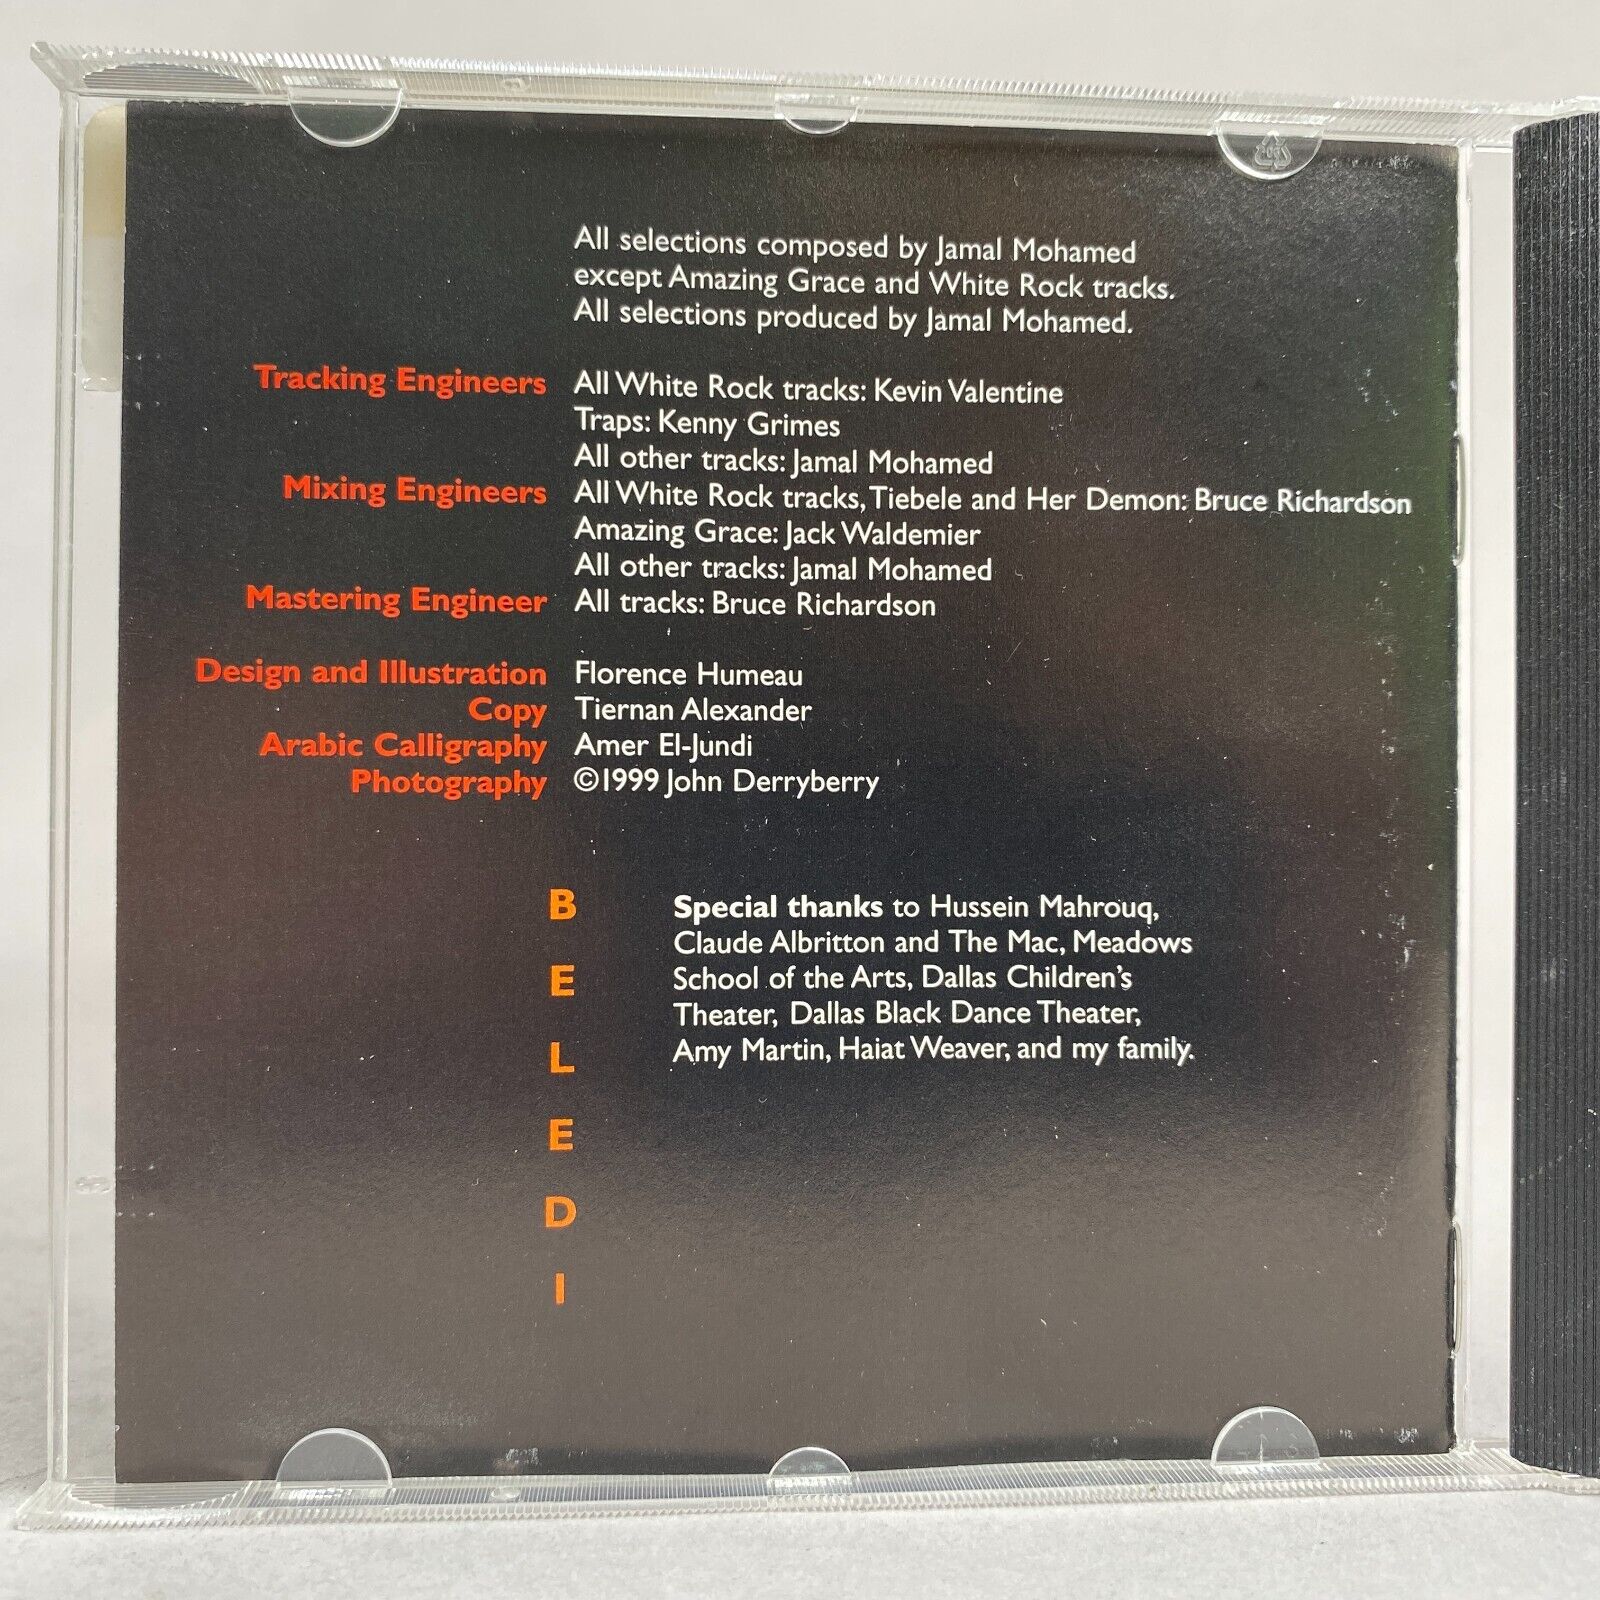 All selections composed by Jamal Mohamed
except Amazing Grace and White Rock tracks.
All selections produced by Jamal Mohamed.
Tracking Engineers All White Rock tracks: Kevin Valentine
Traps: Kenny Grimes
All other tracks: Jamal Mohamed
Mixing Engineers All White Rock tracks, Tiebele and Her Demon: Bruce Richardson
Amazing Grace: Jack Waldemier
All other tracks: Jamal Mohamed
Mastering Engineer All tracks: Bruce Richardson
Design and Illustration Florence Humeau
Copy Tiernan Alexander
Arabic Calligraphy Amer El-Jundi
Photography ©1999 John Derryberry
BELEDI
Special thanks to Hussein Mahrouq,
Claude Albritton and The Mac, Meadows
School of the Arts, Dallas Children's
Theater, Dallas Black Dance Theater,
Amy Martin, Haiat Weaver, and my family.